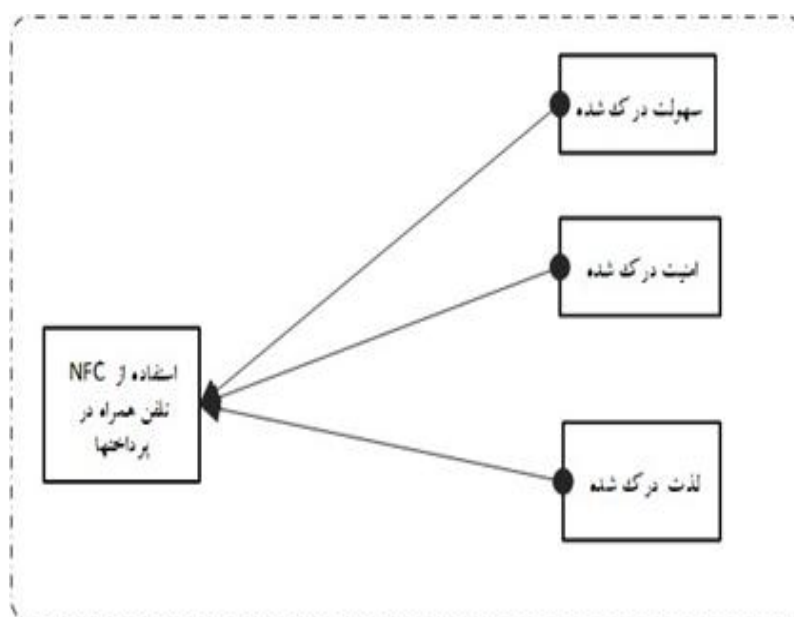 سهولت درک شده
امنیت درک شده
استفاده از NFC
تلفن همراه در
پرداختها
لذت درک شده